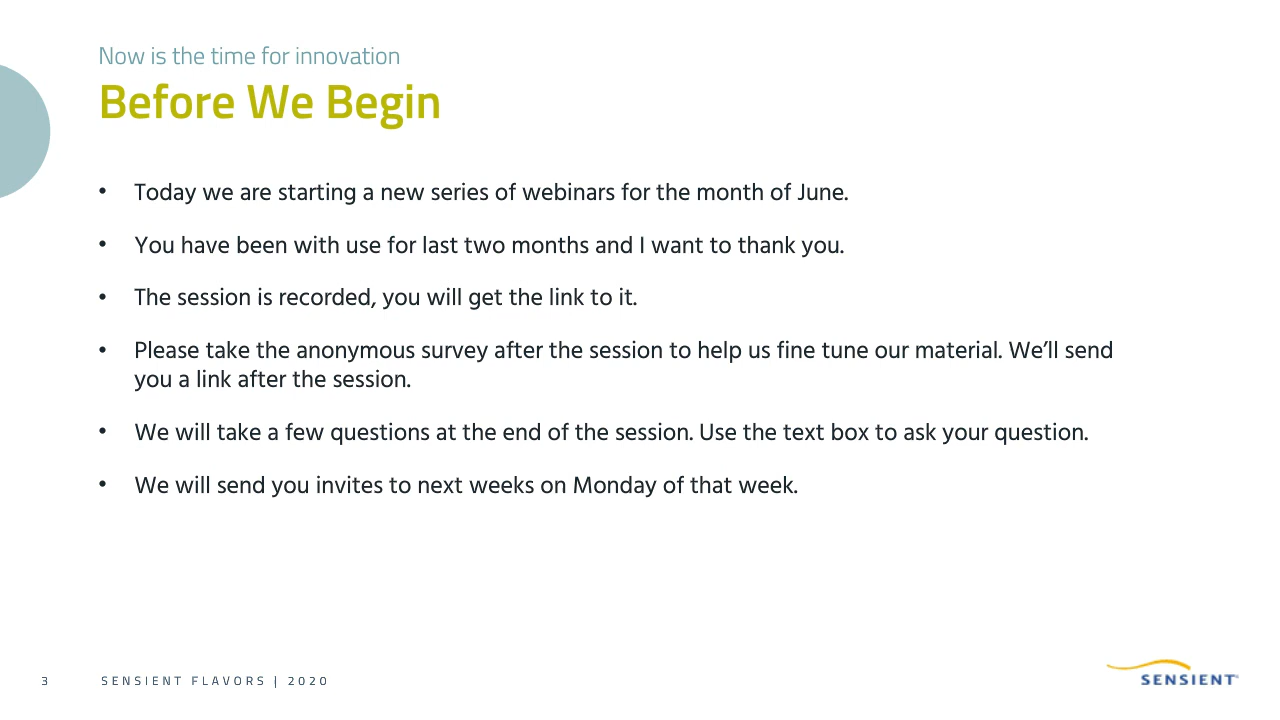 Now is the time for innovation
Before We Begin
• Today we are starting a new series of webinars for the month of June.
• You have been with use for last two months and I want to thank you.
• The session is recorded, you will get the link to it.
• Please take the anonymous survey after the session to help us fine tune our material. We’ll send
you a link after the session.
• We will take a few questions at the end of the session. Use the text box to ask your question.
• We will send you invites to next weeks on Monday of that week.
3 SENSIENT FLAVORS | 2020
SENSIENT